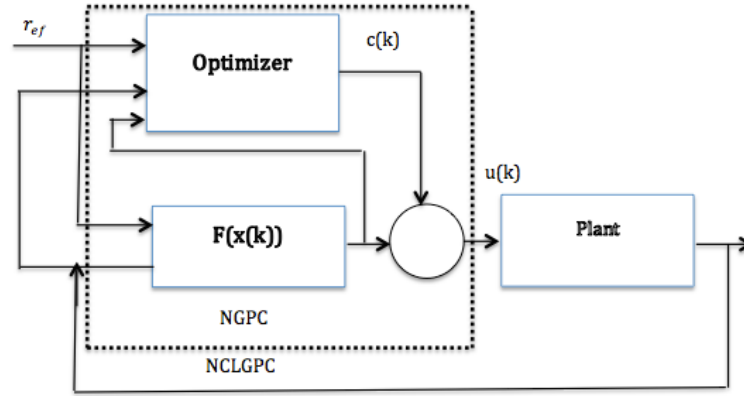 r_ef
c(k)
Optimizer
u(k)
F(x(k))
Plant
NGPC
NCLGPC